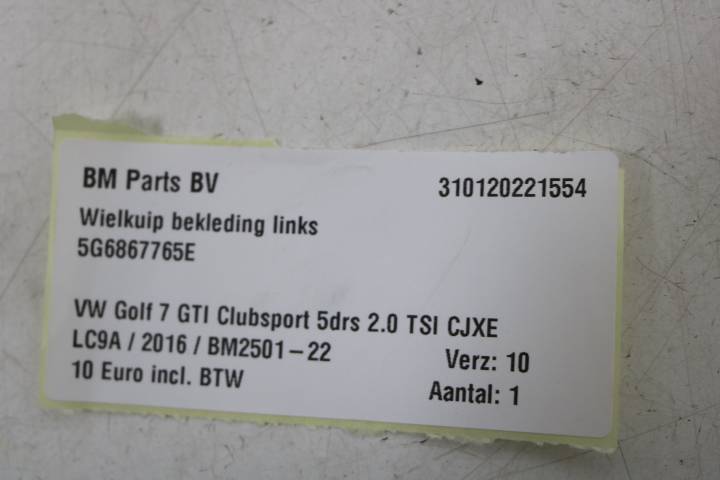 BM Parts BV 310120221554
Wielkuip bekleding links
5G6867765E
VW Golf 7 GTI Clubsport 5drs 2.0 TSI CJXE
LC9A / 2016 / BM2501-22 Verz: 10
10 Euro incl. BTW Aantal: 1